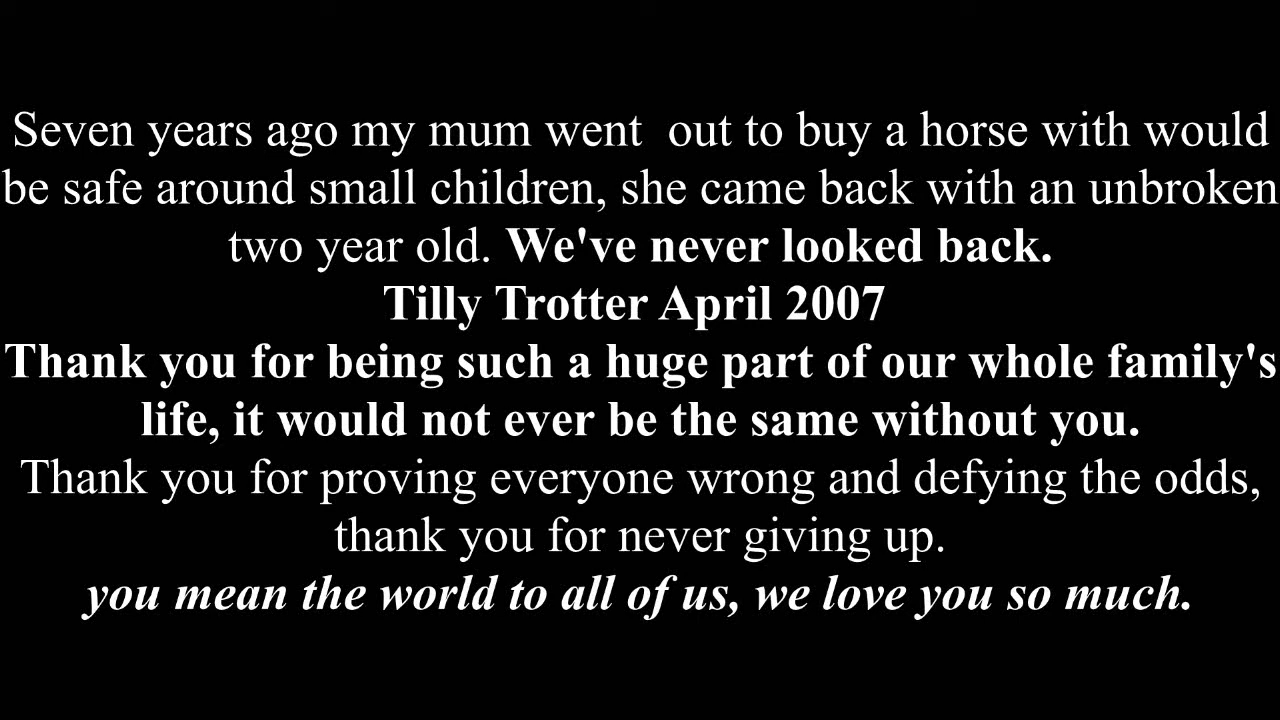 Seven years ago my mum went  out to buy a horse with would
be safe around small children, she came back with an unbroken
two year old. We've never looked back.
Tilly Trotter April 2007
Thank you for being such a huge part of our whole family's
life, it would not ever be the same without you.
Thank you for proving everyone wrong and defying the odds,
thank you for never giving up.
you mean the world to all of us, we love you so much.